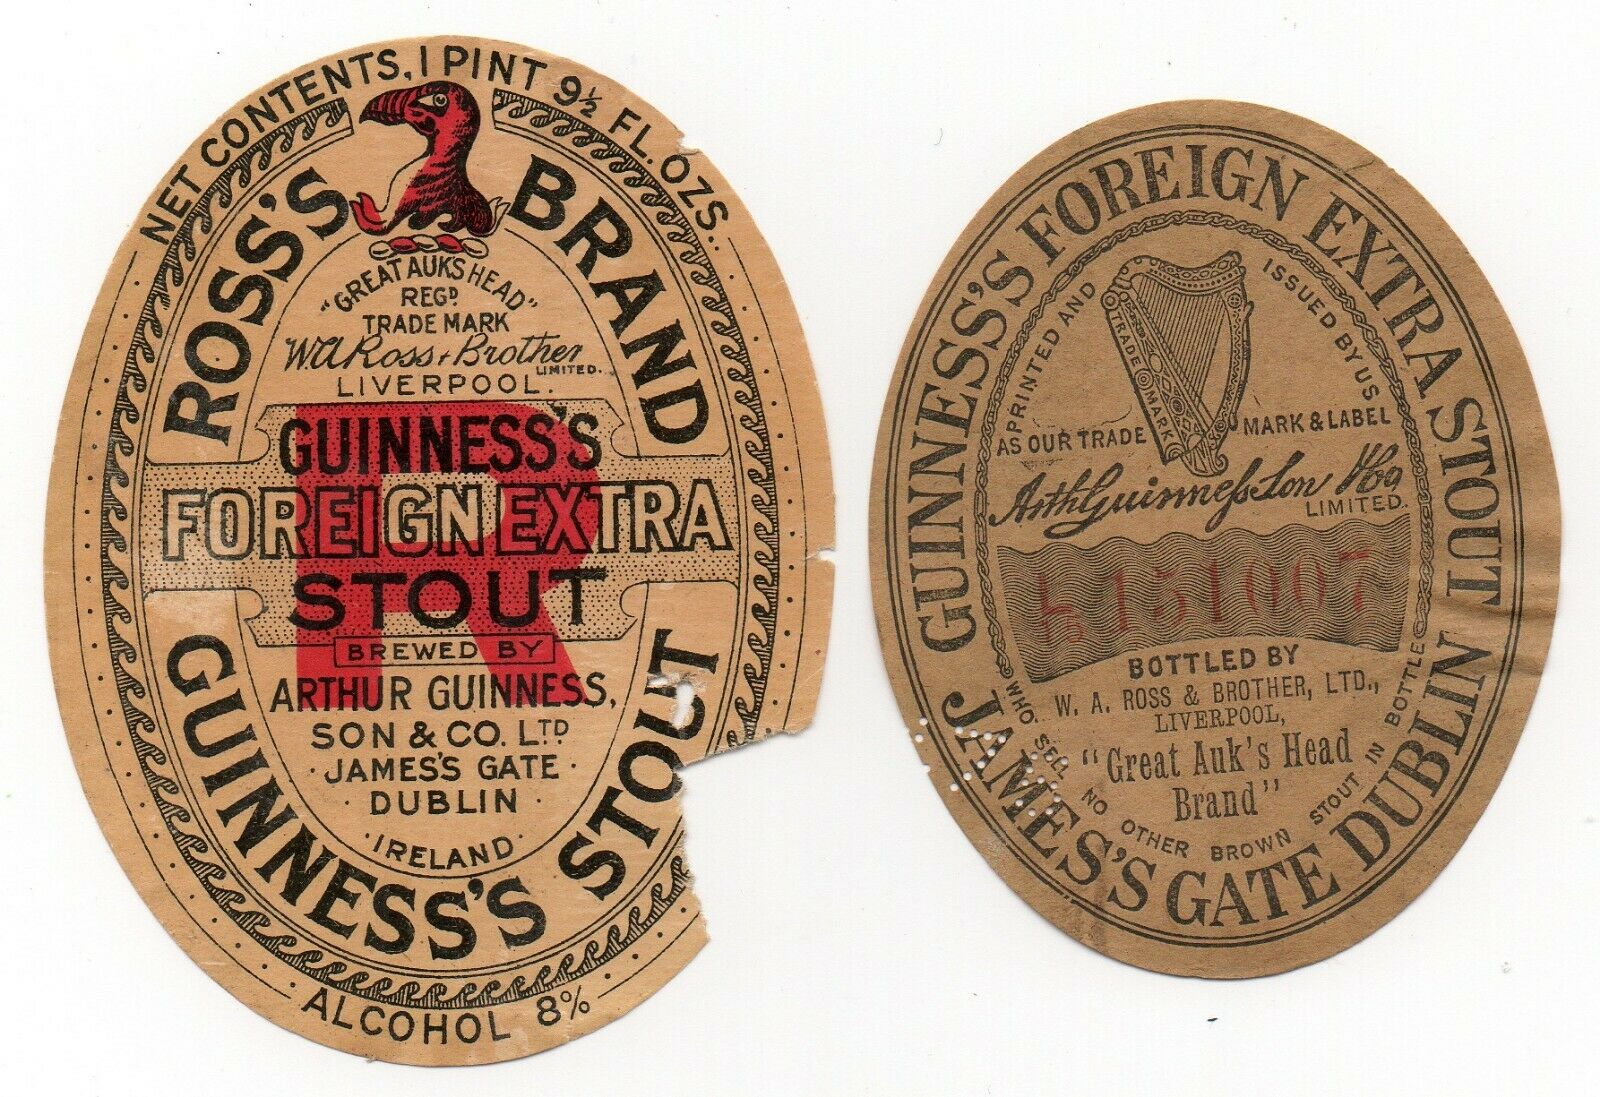 NET CONTENTS, 1 PINT 9½ FL. OZS.
ROSS'S BRAND
"GREAT AUKS HEAD"
REGD
TRADE MARK
W.A. Ross & Brother
LIMITED.
LIVERPOOL.
R
GUINNESS'S
FOREIGN EXTRA
STOUT
BREWED BY
ARTHUR GUINNESS,
SON & CO. LTD
· JAMES'S GATE ·
· DUBLIN ·
· IRELAND ·
GUINNESS'S STOUT
· ALCOHOL 8% ·
GUINNESS'S FOREIGN EXTRA STOUT
PRINTED AND ISSUED BY US
AS OUR TRADE MARK & LABEL
TRADE MARK
Arth Guinness Son & Co
LIMITED.
151007
BOTTLED BY
W. A. ROSS & BROTHER, LTD.,
LIVERPOOL,
"Great Auk's Head
Brand"
WHO SELL NO OTHER BROWN STOUT IN BOTTLE
JAMES'S GATE DUBLIN